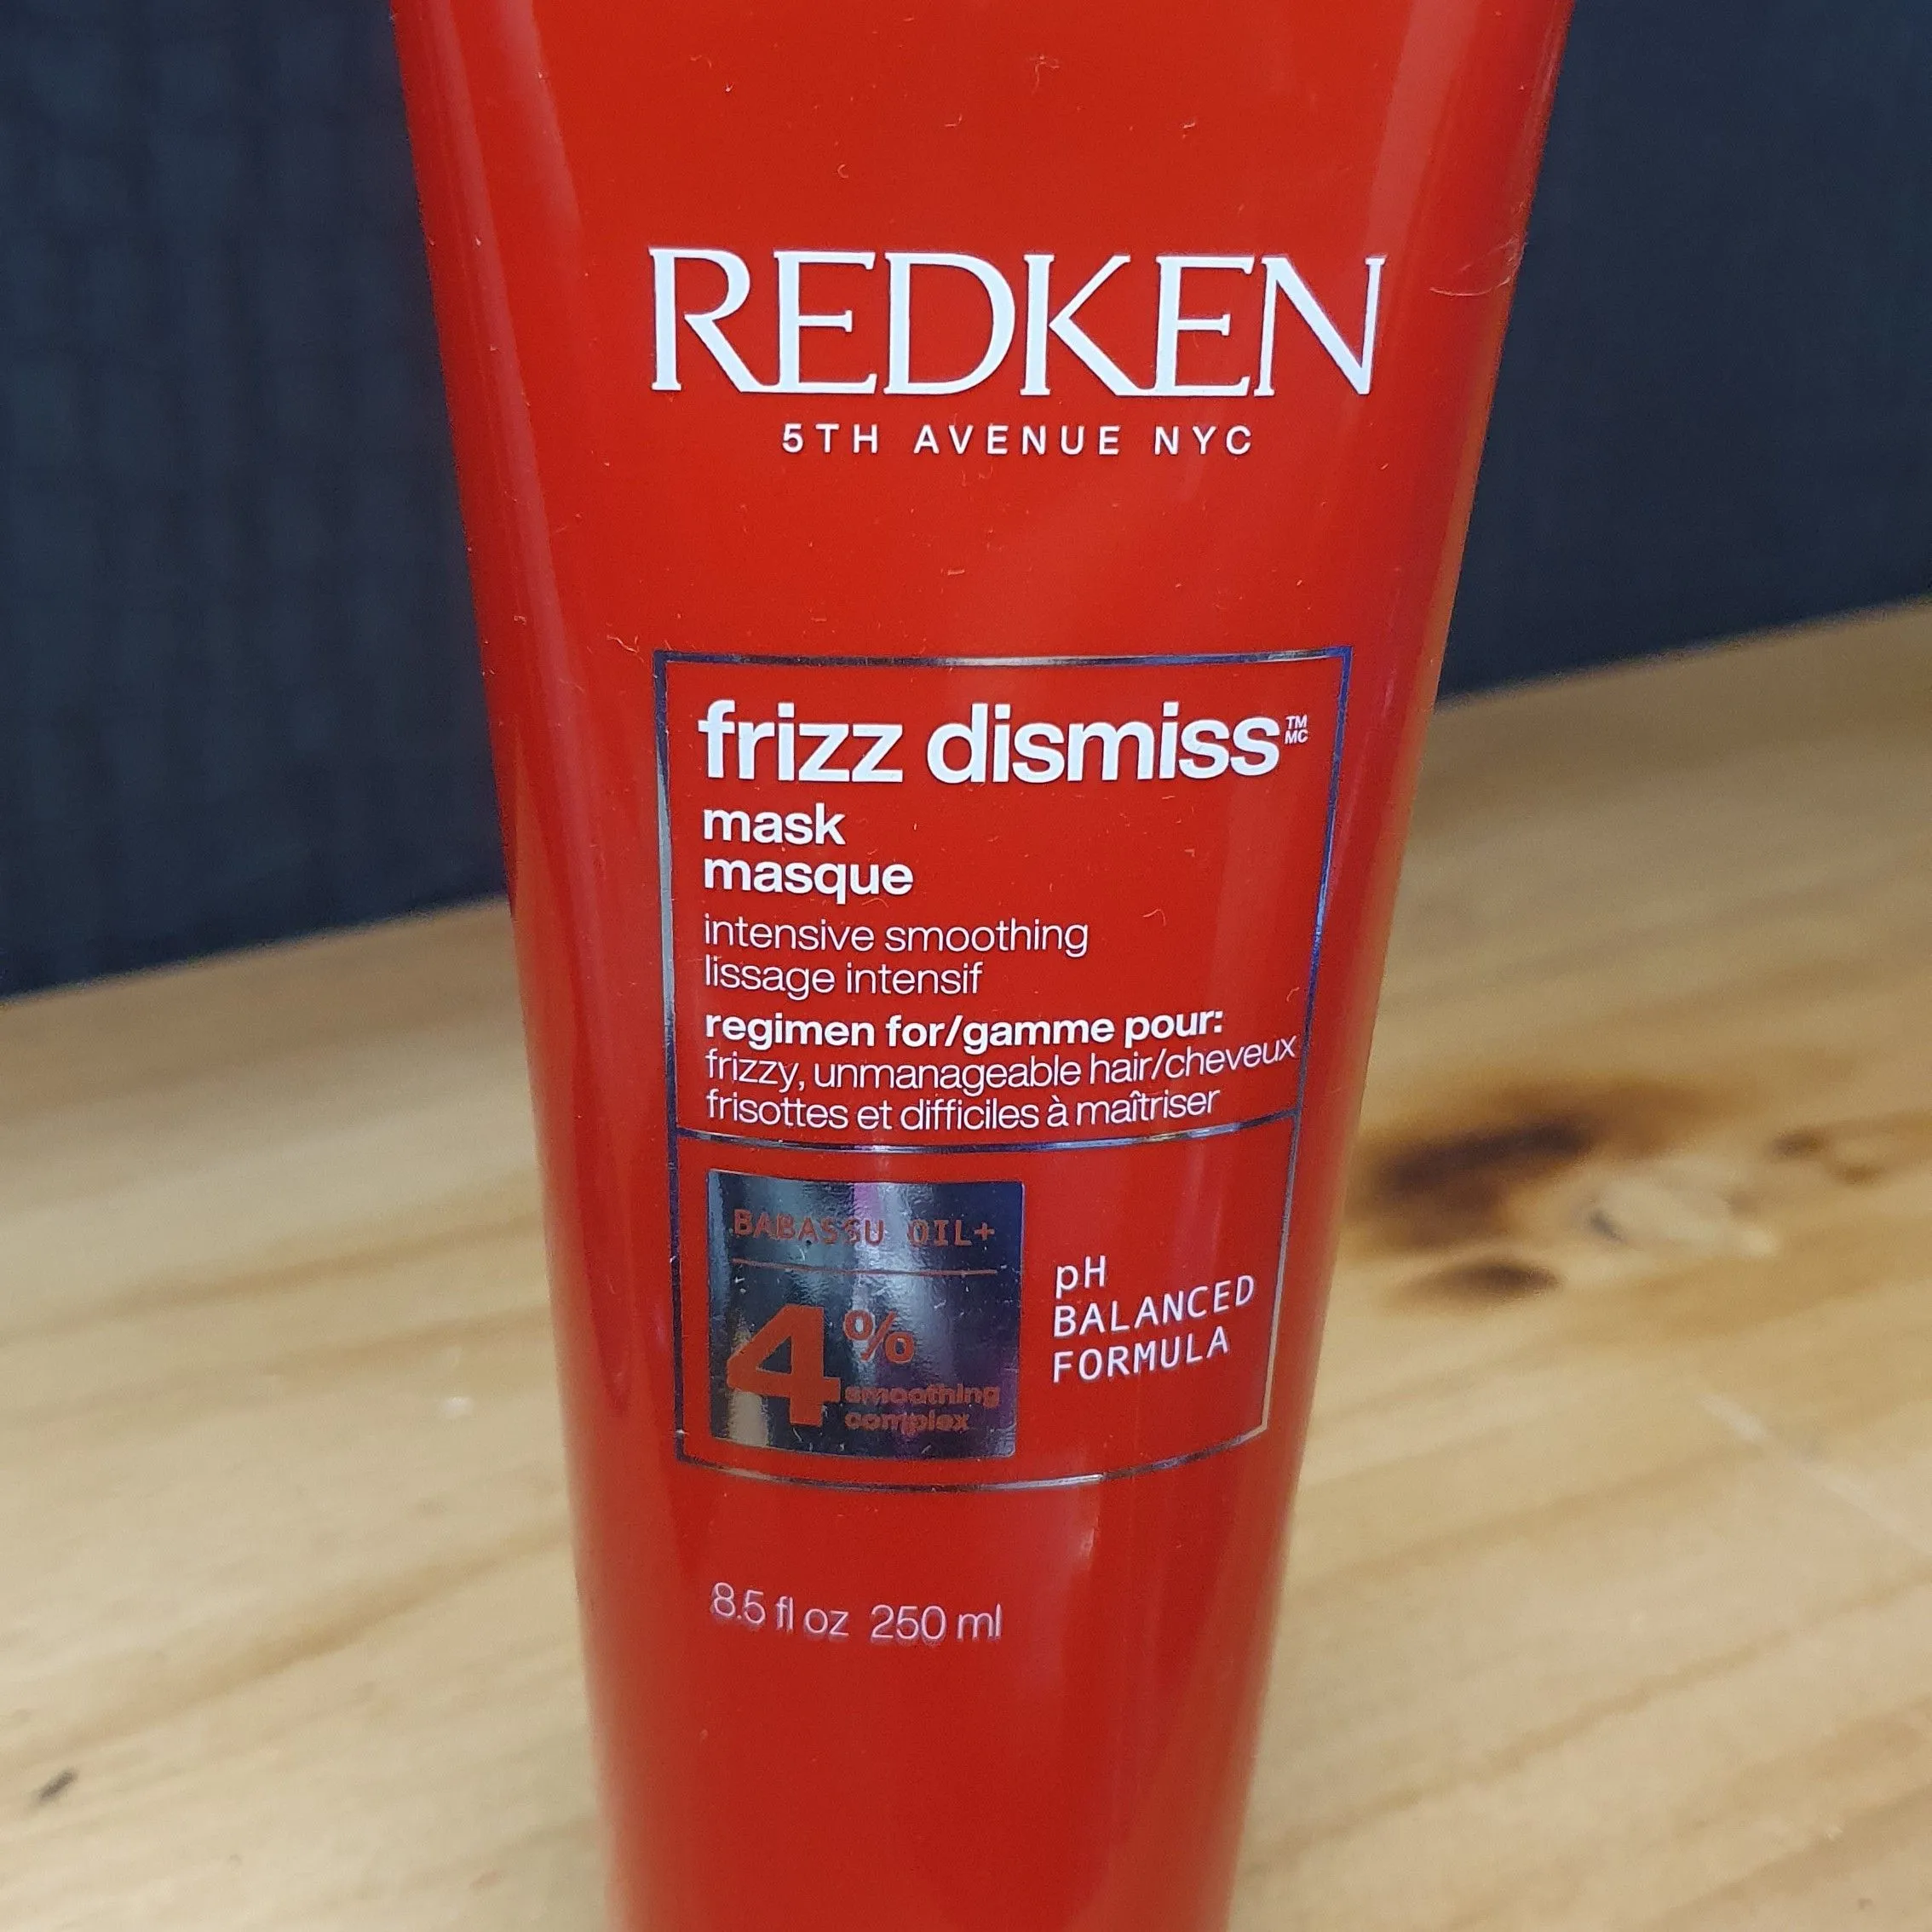 REDKEN
5TH AVENUE NYC
frizz dismiss™ MC
mask
masque
intensive smoothing
lissage intensif
regimen for/gamme pour:
frizzy, unmanageable hair/cheveux
frisottes et difficiles à maîtriser
BABASSU OIL+
4%
smoothing
complex
pH
BALANCED
FORMULA
8.5 fl oz 250 ml